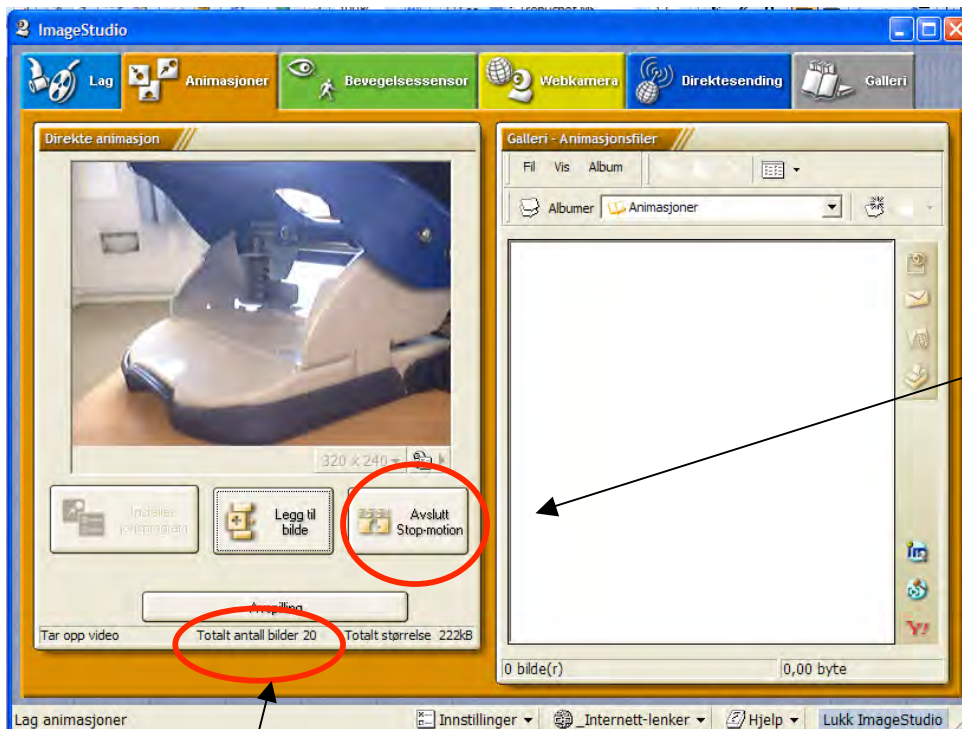 ImageStudio
Lag
Animasjoner
Bevegelsessensor
Webkamera
Direktesending
Galleri
Direkte animasjon
320 x 240
Legg til
bilde
Avslutt
Stop-motion
Avspilling
Tar opp video
Totalt antall bilder 20
Totalt størrelse 222kB
Galleri - Animasjonsfiler
Fil
Vis
Album
Albumer
Animasjoner
im
Y!
0 bilde(r)
0,00 byte
Lag animasjoner
Innstillinger
_Internett-lenker
Hjelp
Lukk ImageStudio